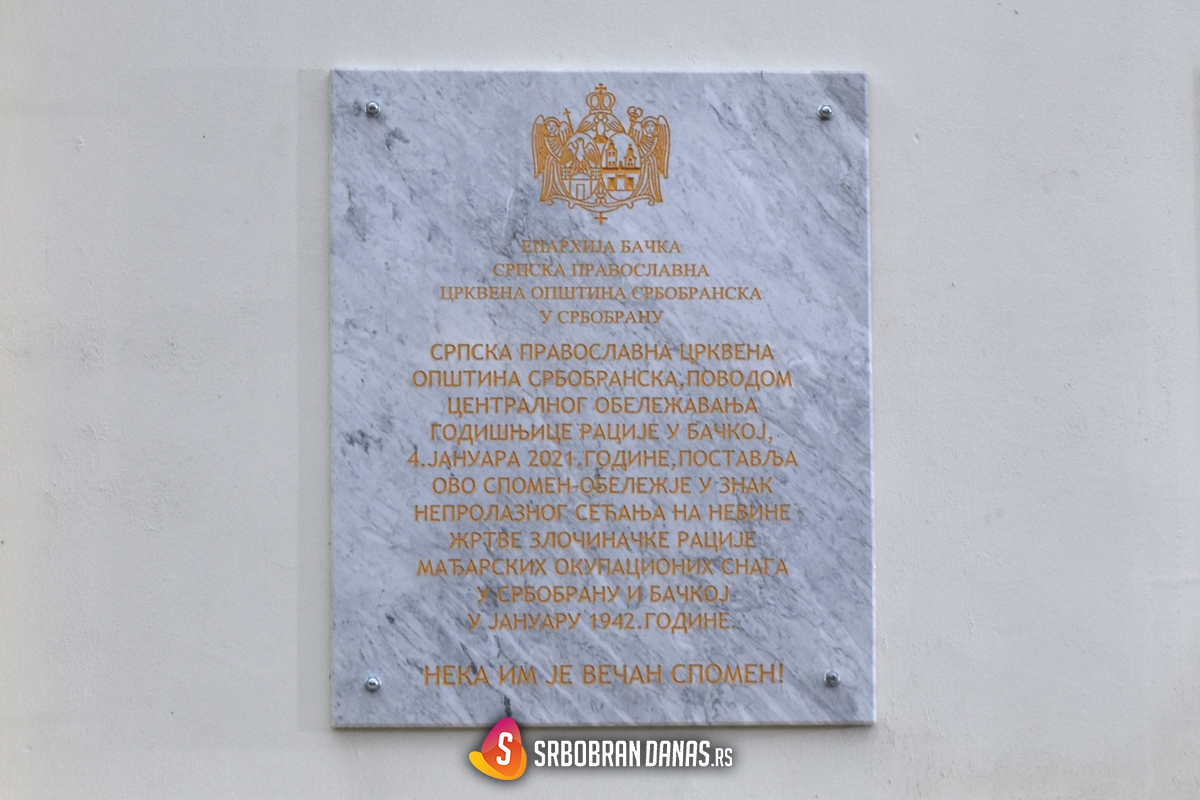 ЕПАРХИЈА БАЧКА
СРПСКА ПРАВОСЛАВНА
ЦРКВЕНА ОПШТИНА СРБОБРАНСКА
У СРБОБРАНУ
СРПСКА ПРАВОСЛАВНА ЦРКВЕНА
ОПШТИНА СРБОБРАНСКА,ПОВОДОМ
ЦЕНТРАЛНОГ ОБЕЛЕЖАВАЊА
ГОДИШЊИЦЕ РАЦИЈЕ У БАЧКОЈ,
4.ЈАНУАРА 2021.ГОДИНЕ,ПОСТАВЉА
ОВО СПОМЕН-ОБЕЛЕЖЈЕ У ЗНАК
НЕПРОЛАЗНОГ СЕЋАЊА НА НЕВИНЕ
ЖРТВЕ ЗЛОЧИНАЧКЕ РАЦИЈЕ
МАЂАРСКИХ ОКУПАЦИОНИХ СНАГА
У СРБОБРАНУ И БАЧКОЈ
У ЈАНУАРУ 1942.ГОДИНЕ.
НЕКА ИМ ЈЕ ВЕЧАН СПОМЕН!
S SRBOBRAN DANAS.RS